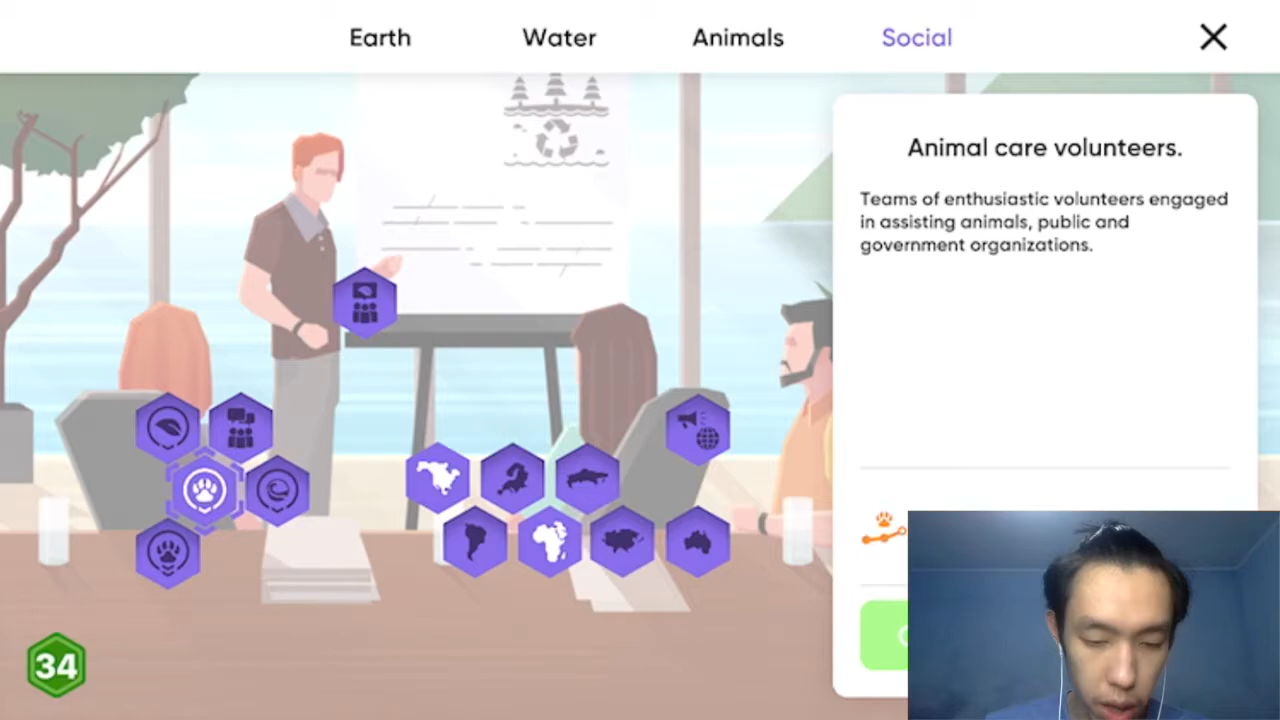 Earth
Water
Animals
Social
Animal care volunteers.
Teams of enthusiastic volunteers engaged
in assisting animals, public and
government organizations.
34